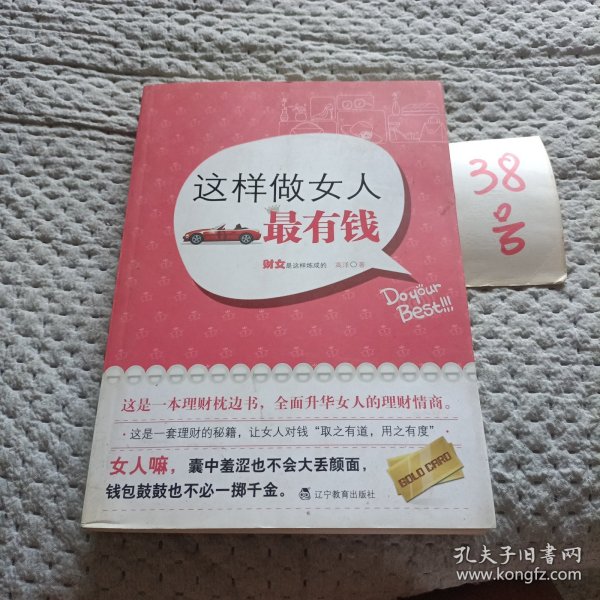 这样做女人
最有钱
财女是这样炼成的 高洋〇著
Do your
Best!!!
38
号
这是一本理财枕边书，全面升华女人的理财情商。
·这是一套理财的秘籍，让女人对钱“取之有道，用之有度”·
女人嘛，囊中羞涩也不会大丢颜面，
钱包鼓鼓也不必一掷千金。
GOLD CARD
辽宁教育出版社
孔夫子旧书网
www.kongfz.com